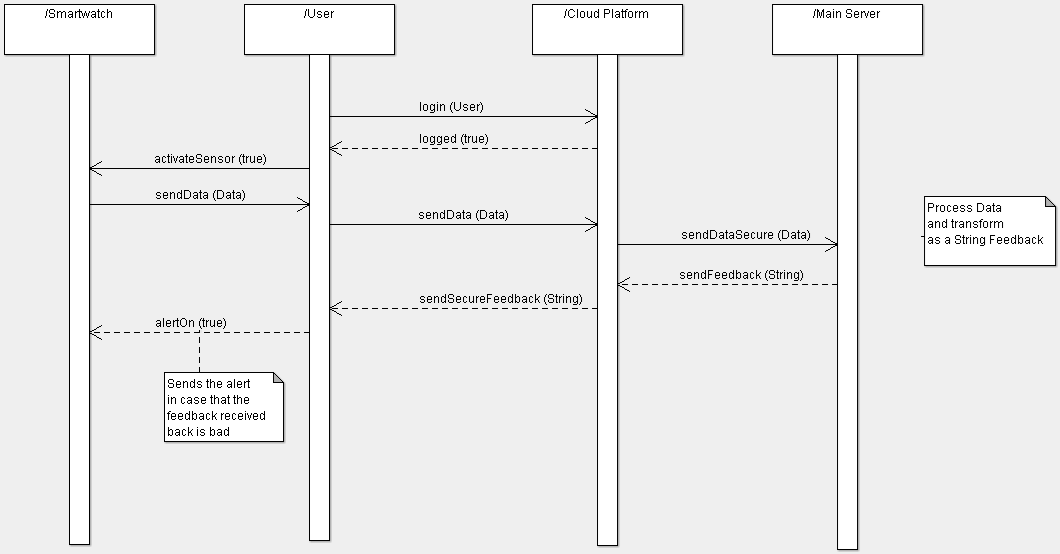 /Smartwatch
/User
/Cloud Platform
/Main Server
login (User)
logged (true)
activateSensor (true)
sendData (Data)
sendData (Data)
sendDataSecure (Data)
Process Data
and transform
as a String Feedback
sendFeedback (String)
sendSecureFeedback (String)
alertOn (true)
Sends the alert
in case that the
feedback received
back is bad